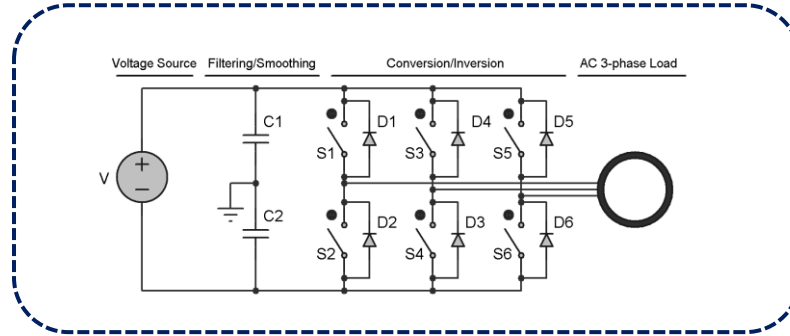 Voltage Source Filtering/Smoothing Conversion/Inversion AC 3-phase Load
C1 D1 D4 D5
S1 S3 S5
V + −
C2 D2 D3 D6
S2 S4 S6